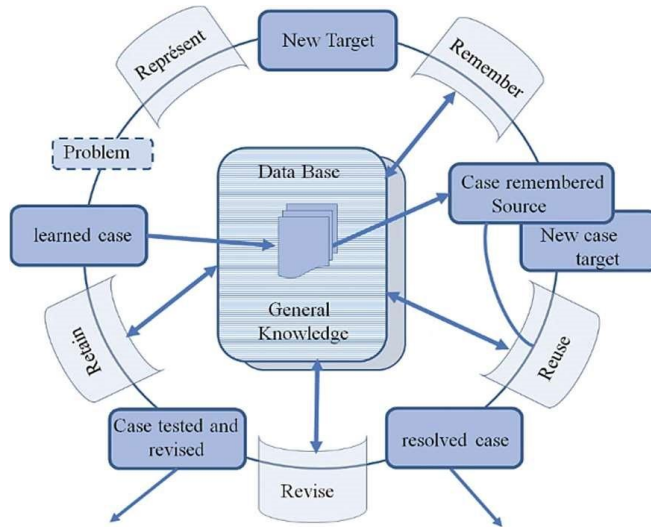 New Target
Représent
Remember
Problem
Data Base
Case remembered
Source
learned case
New case
target
General
Knowledge
Retain
Reuse
Case tested and
revised
resolved case
Revise